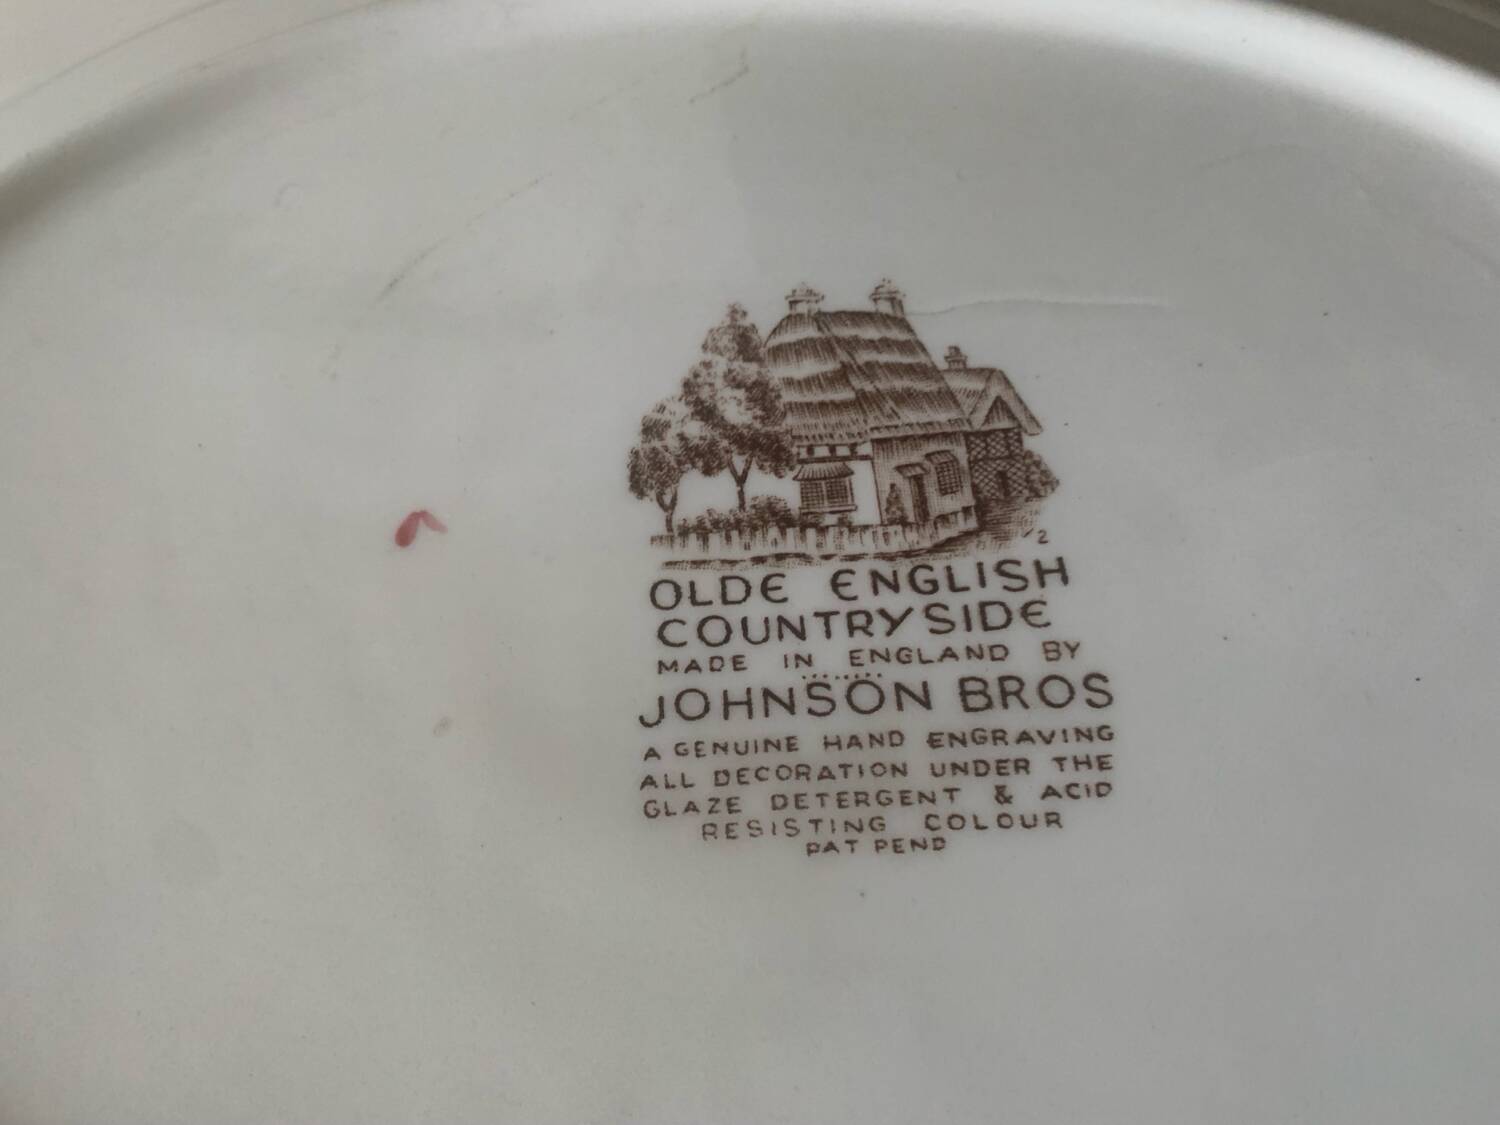 2
OLDE ENGLISH
COUNTRYSIDE
MADE IN ENGLAND BY
JOHNSON BROS
A GENUINE HAND ENGRAVING
ALL DECORATION UNDER THE
GLAZE DETERGENT & ACID
RESISTING COLOUR
PAT PEND